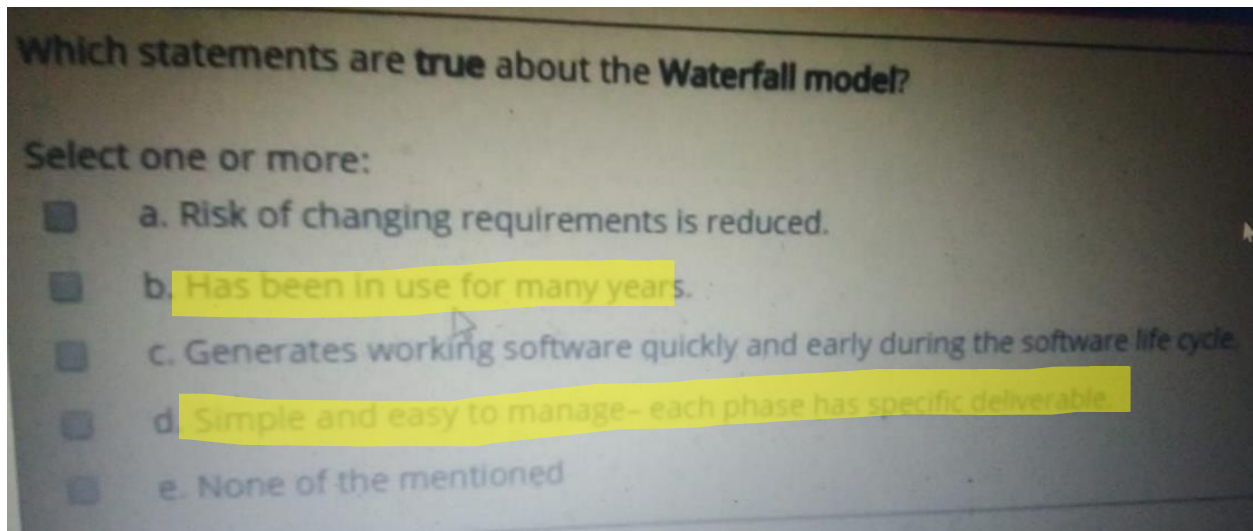 Which statements are true about the Waterfall model?
Select one or more:
a. Risk of changing requirements is reduced.
b. Has been in use for many years.
c. Generates working software quickly and early during the software life cycle.
d. Simple and easy to manage- each phase has specific deliverable.
e. None of the mentioned